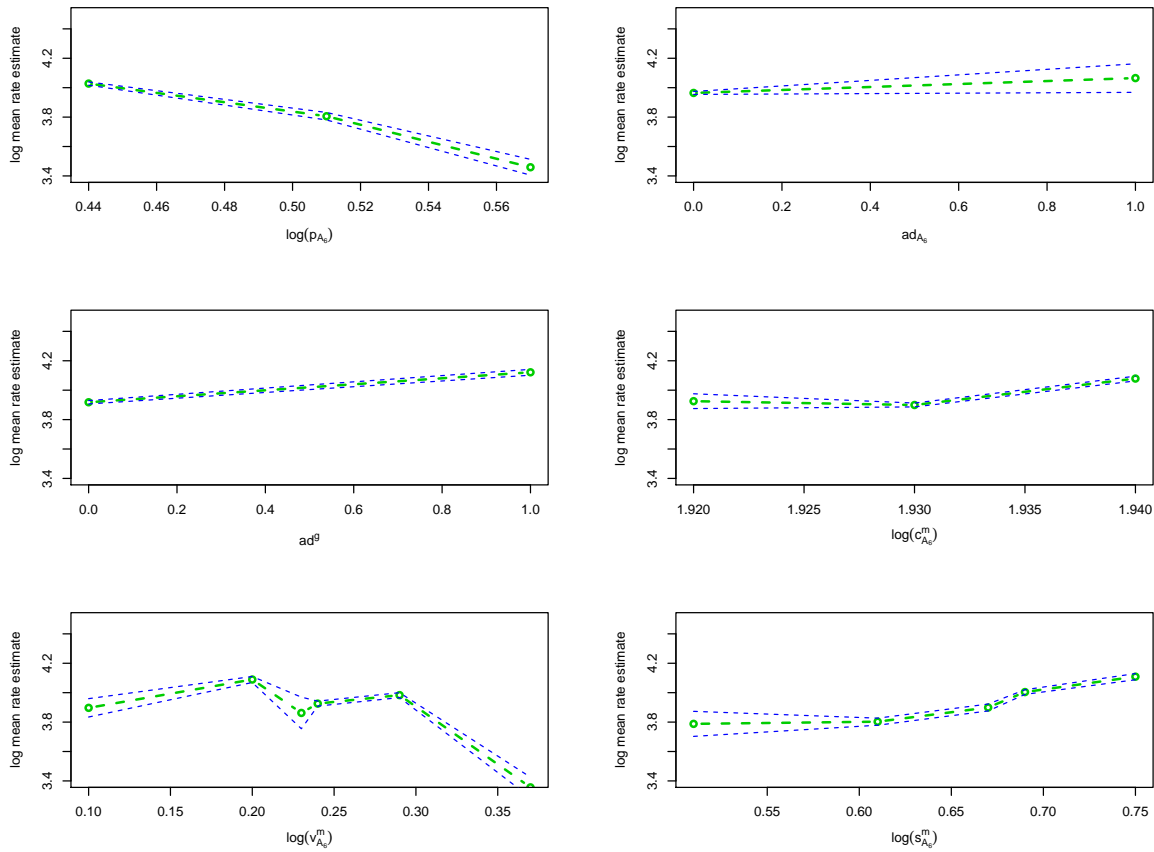 log mean rate estimate
3.4 3.8 4.2
0.44 0.46 0.48 0.50 0.52 0.54 0.56
log(p_A₆)
log mean rate estimate
3.4 3.8 4.2
0.0 0.2 0.4 0.6 0.8 1.0
ad_A₆
log mean rate estimate
3.4 3.8 4.2
0.0 0.2 0.4 0.6 0.8 1.0
ad^g
log mean rate estimate
3.4 3.8 4.2
1.920 1.925 1.930 1.935 1.940
log(c^m_A₆)
log mean rate estimate
3.4 3.8 4.2
0.10 0.15 0.20 0.25 0.30 0.35
log(v^m_A₆)
log mean rate estimate
3.4 3.8 4.2
0.55 0.60 0.65 0.70 0.75
log(s^m_A₆)